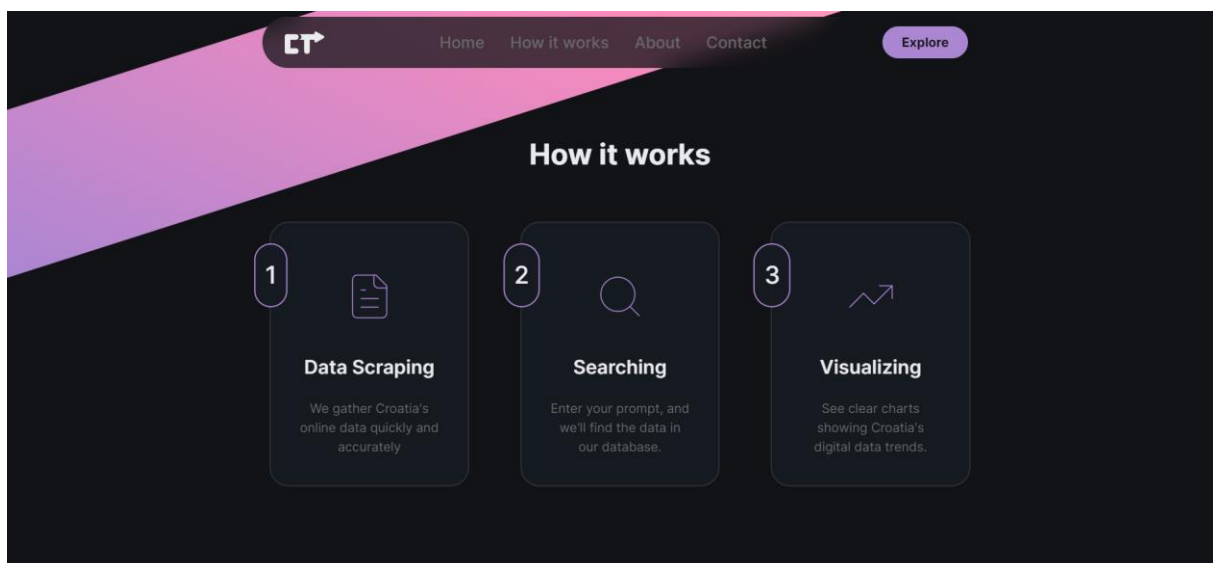 CT
Home How it works About Contact Explore
How it works
1
2
3
Data Scraping
We gather Croatia's
online data quickly and
accurately
Searching
Enter your prompt, and
we'll find the data in
our database.
Visualizing
See clear charts
showing Croatia's
digital data trends.